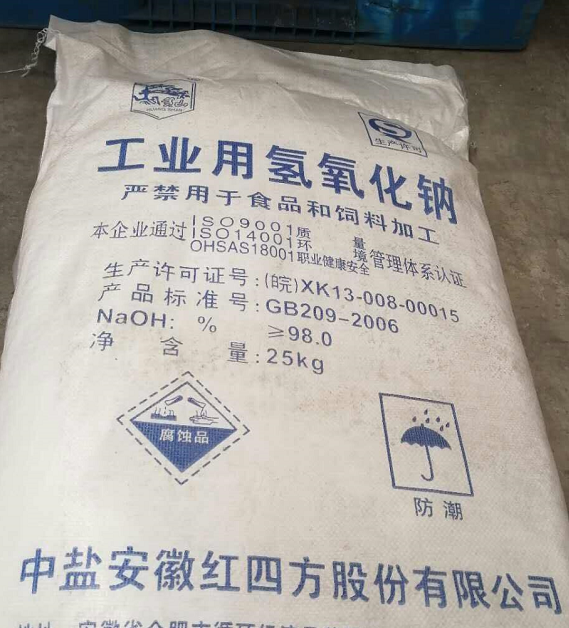 生产许可
工业用氢氧化钠
严禁用于食品和饲料加工
本企业通过 ISO9001质 量
ISO14001环 境 管理体系认证
OHSAS18001职业健康安全
生产许可证号:(皖)XK13-008-00015
产品标准号:GB209-2006
NaOH: % ≥98.0
净 含 量:25kg
腐蚀品
防潮
中盐安徽红四方股份有限公司